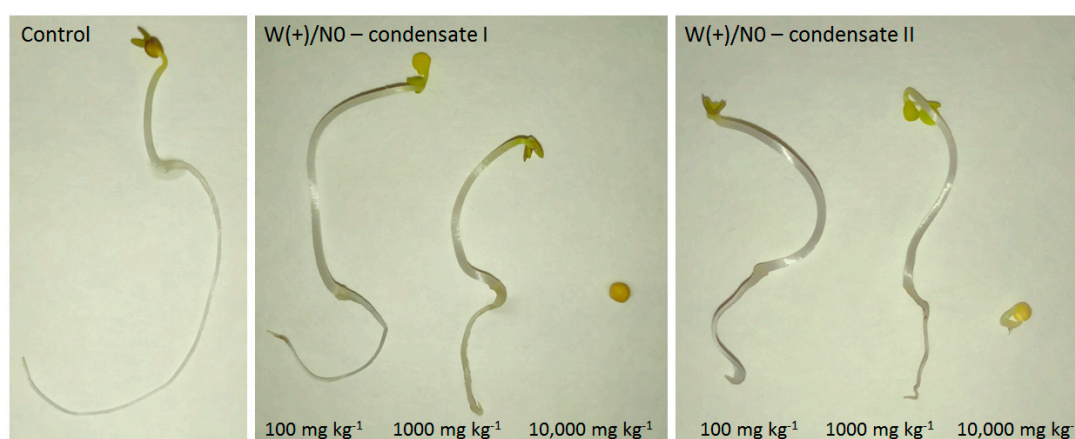 Control
W(+)/N0 – condensate I
W(+)/N0 – condensate II
100 mg kg⁻¹ 1000 mg kg⁻¹ 10,000 mg kg⁻¹
100 mg kg⁻¹ 1000 mg kg⁻¹ 10,000 mg kg⁻